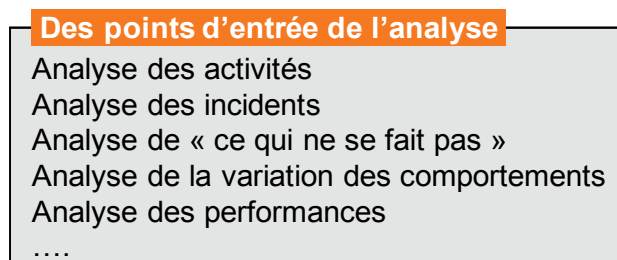 Des points d’entrée de l’analyse
Analyse des activités
Analyse des incidents
Analyse de « ce qui ne se fait pas »
Analyse de la variation des comportements
Analyse des performances
….